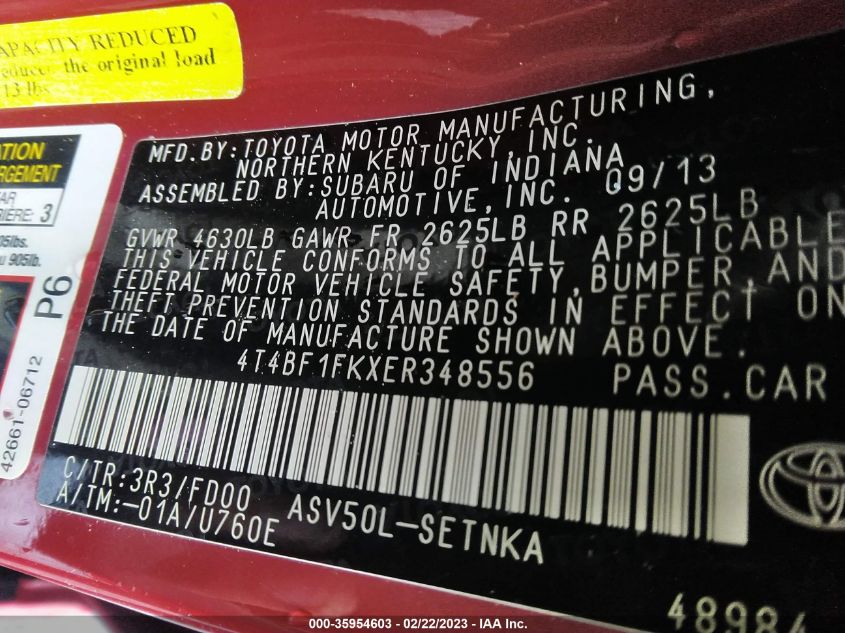 CAPACITY REDUCED
the original load
13 lbs
MFD.BY:TOYOTA MOTOR MANUFACTURING,
NORTHERN KENTUCKY,INC.
ASSEMBLED BY:SUBARU OF INDIANA
AUTOMOTIVE,INC. 09/13
GVWR 4630LB GAWR FR 2625LB RR 2625LB
THIS VEHICLE CONFORMS TO ALL APPLICABLE
FEDERAL MOTOR VEHICLE SAFETY,BUMPER,AND
THEFT PREVENTION STANDARDS IN EFFECT ON
THE DATE OF MANUFACTURE SHOWN ABOVE.
4T4BF1FKXER348556 PASS.CAR
C/TR:3R3/FD00
A/TM:-01A/U760E
ASV50L-SETNKA
48984
3
905lb.
P6
42661-06712
000-35954603 - 02/22/2023 - IAA Inc.